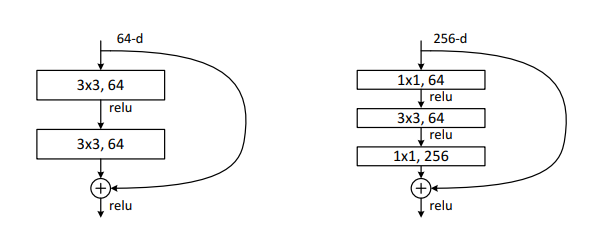 64-d
3x3, 64
relu
3x3, 64
+
relu
256-d
1x1, 64
relu
3x3, 64
relu
1x1, 256
+
relu